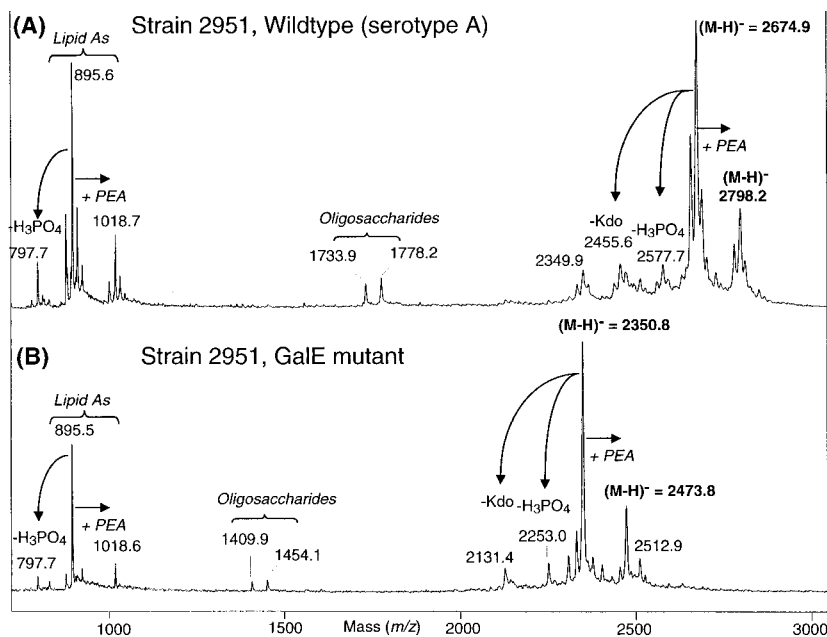 (A) Strain 2951, Wildtype (serotype A)
(M-H)⁻ = 2674.9
Lipid As
895.6
+ PEA
-H₃PO₄
797.7
1018.7
Oligosaccharides
1733.9
1778.2
2349.9
-Kdo
2455.6
-H₃PO₄
2577.7
+ PEA
(M-H)⁻
2798.2
(B) Strain 2951, GalE mutant
(M-H)⁻ = 2350.8
Lipid As
895.5
+ PEA
-H₃PO₄
797.7
1018.6
Oligosaccharides
1409.9
1454.1
-Kdo
2131.4
-H₃PO₄
2253.0
+ PEA
(M-H)⁻ = 2473.8
2512.9
1000 1500 Mass (m/z) 2000 2500 3000